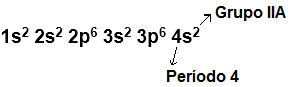 Grupo IIA
1s² 2s² 2p⁶ 3s² 3p⁶ 4s²
Período 4